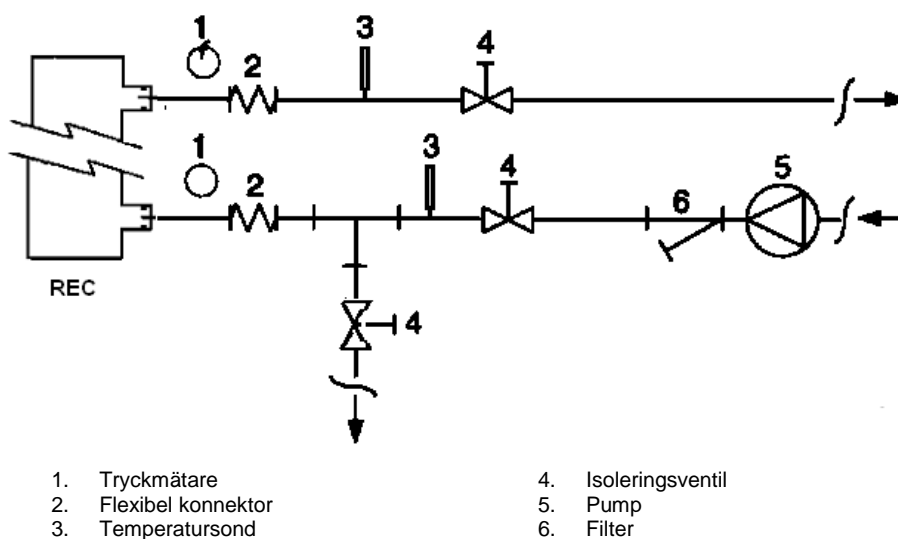 1
3
4
2
1
3
4
5
2
6
REC
4
1. Tryckmätare
2. Flexibel konnektor
3. Temperatursond
4. Isoleringsventil
5. Pump
6. Filter